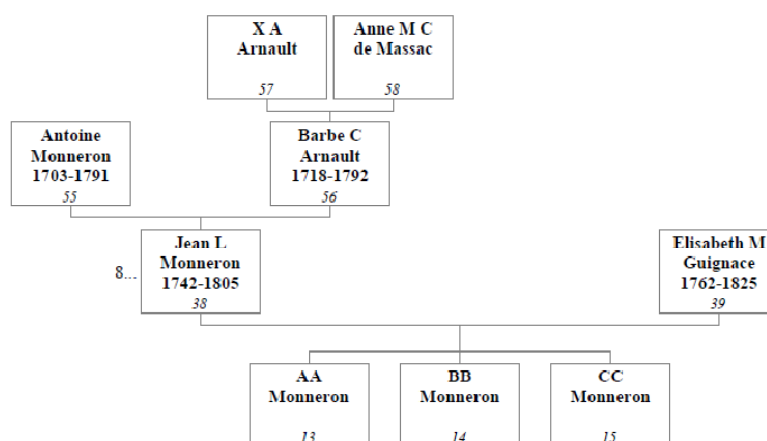 X A
Arnault
57
Anne M C
de Massac
58
Antoine
Monneron
1703-1791
55
Barbe C
Arnault
1718-1792
56
8...
Jean L
Monneron
1742-1805
38
Elisabeth M
Guignace
1762-1825
39
AA
Monneron
13
BB
Monneron
14
CC
Monneron
15